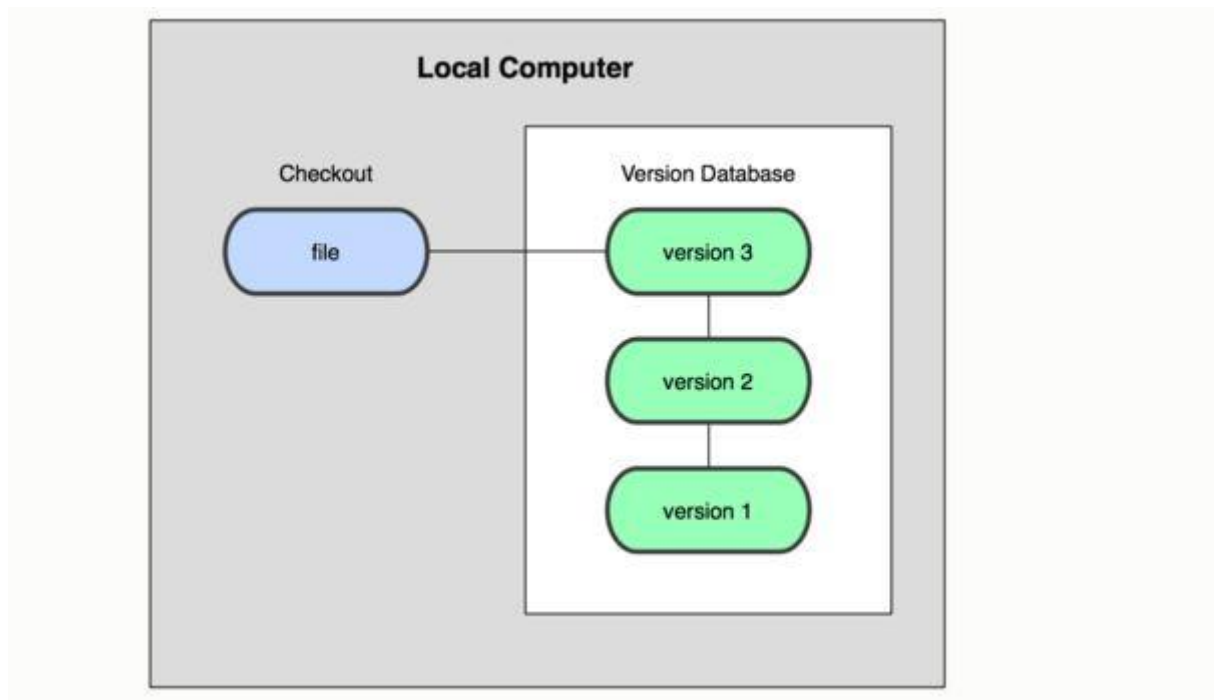 Local Computer
Checkout
Version Database
file
version 3
version 2
version 1